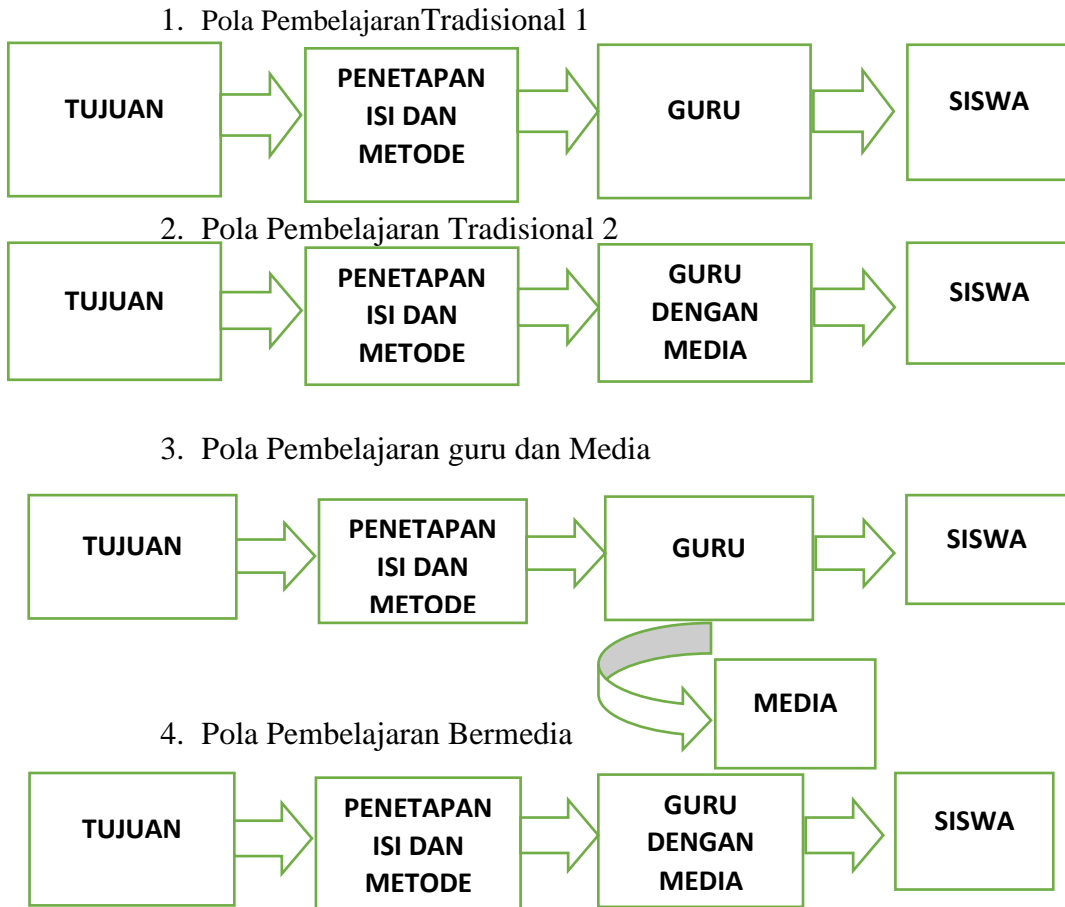 1. Pola PembelajaranTradisional 1
TUJUAN
PENETAPAN
ISI DAN
METODE
GURU
SISWA
2. Pola Pembelajaran Tradisional 2
TUJUAN
PENETAPAN
ISI DAN
METODE
GURU
DENGAN
MEDIA
SISWA
3. Pola Pembelajaran guru dan Media
TUJUAN
PENETAPAN
ISI DAN
METODE
GURU
SISWA
MEDIA
4. Pola Pembelajaran Bermedia
TUJUAN
PENETAPAN
ISI DAN
METODE
GURU
DENGAN
MEDIA
SISWA